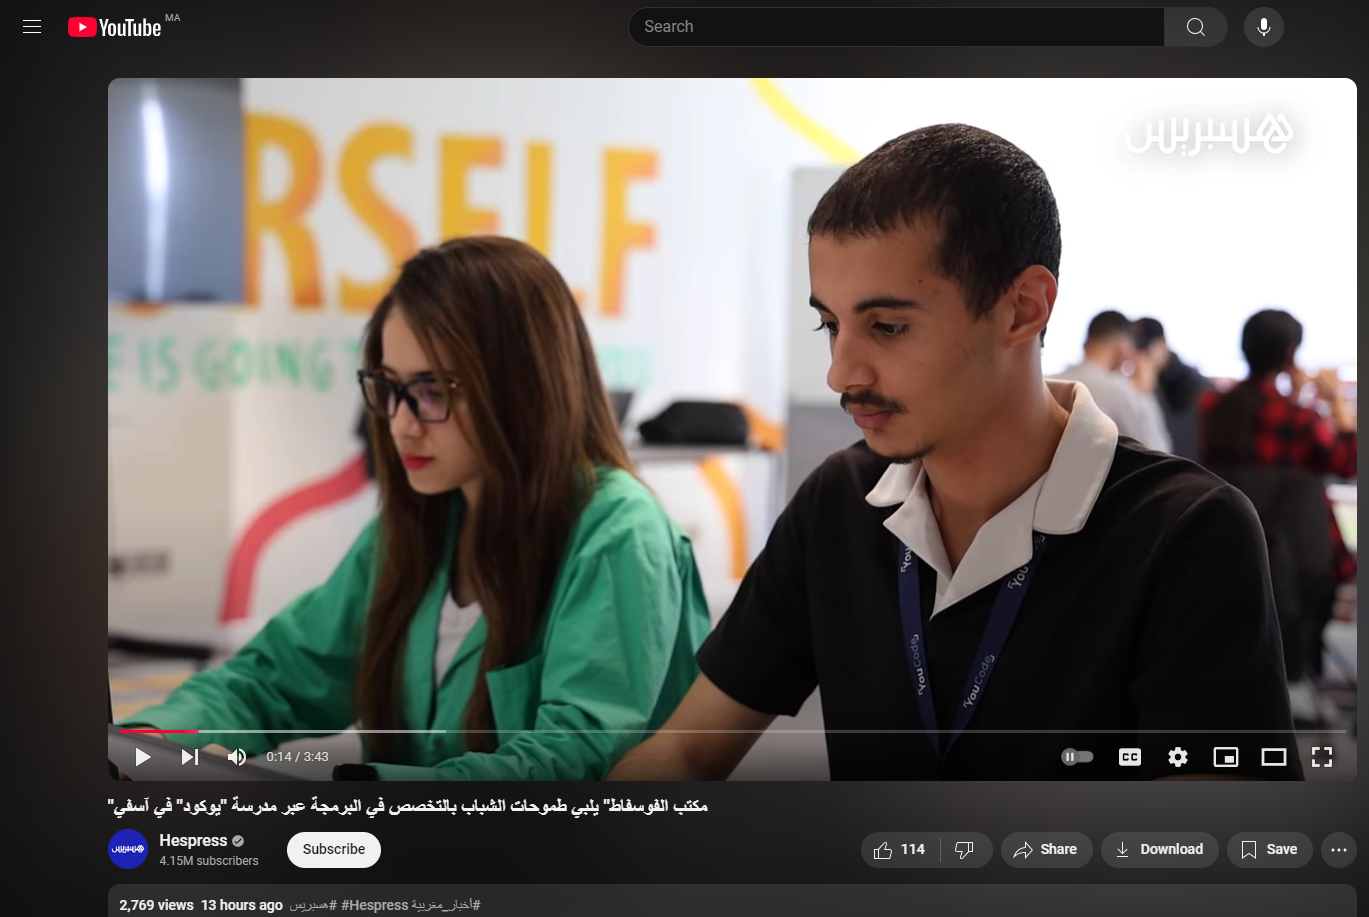 YouTube MA
Search
هسبريس
RSELF
E IS GOING T
YouCode
YouCode
0:14 / 3:43
CC
"مكتب الفوسفاط" يلبي طموحات الشباب بالتخصص في البرمجة عبر مدرسة "يوكود" في آسفي
هسبريس
Hespress
4.15M subscribers
Subscribe
114
Share
Download
Save
2,769 views 13 hours ago #هسبريس #Hespress #أخبار_مغربية